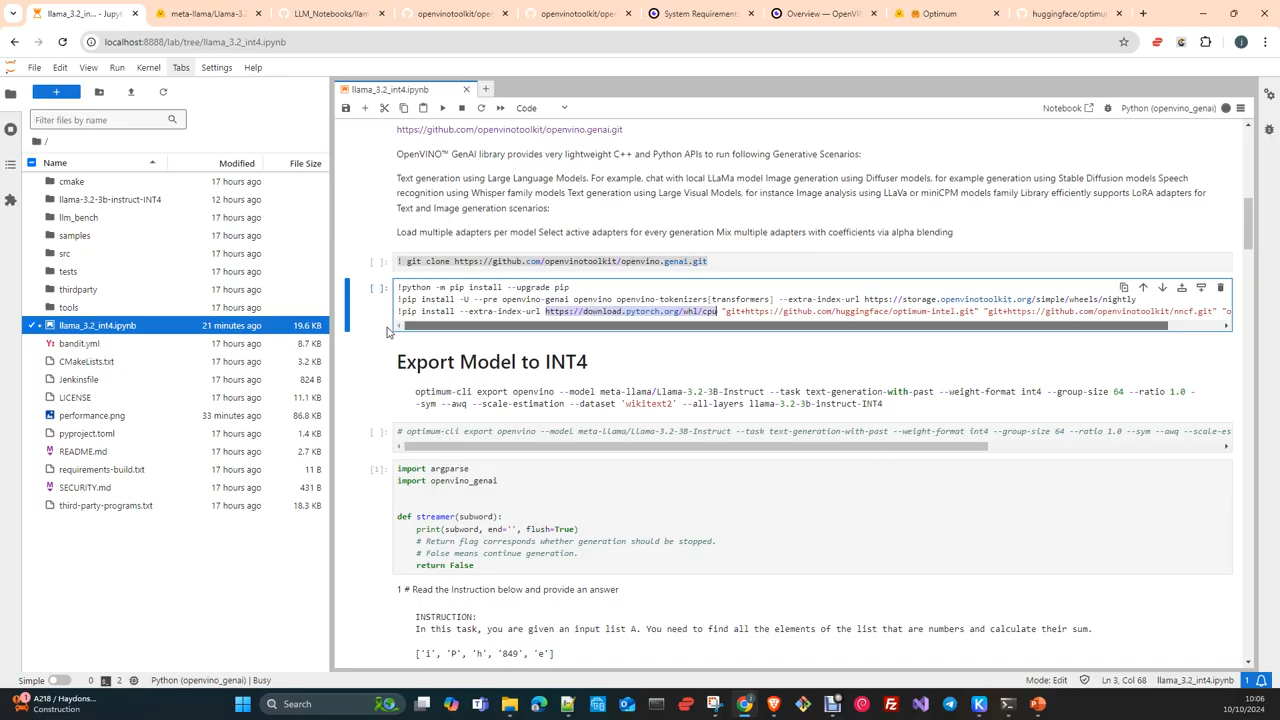 llama_3.2_int4... - Jupyt
meta-llama/Llama-3
LLM_Notebooks/llam
openvinotoolkit/open
openvinotoolkit/oper
System Requirements
Overview — OpenVIN
Optimum
huggingface/optimu
localhost:8888/lab/tree/llama_3.2_int4.ipynb
File Edit View Run Kernel Tabs Settings Help
llama_3.2_int4.ipynb
Filter files by name
Code
Notebook
Python (openvino_genai)
/
Name Modified File Size
cmake 17 hours ago
llama-3.2-3b-instruct-INT4 12 hours ago
llm_bench 17 hours ago
samples 17 hours ago
src 17 hours ago
tests 17 hours ago
thirdparty 17 hours ago
tools 17 hours ago
llama_3.2_int4.ipynb 21 minutes ago 19.6 KB
bandit.yml 17 hours ago 8.7 KB
CMakeLists.txt 17 hours ago 3.2 KB
Jenkinsfile 17 hours ago 824 B
LICENSE 17 hours ago 11.1 KB
performance.png 33 minutes ago 86.8 KB
pyproject.toml 17 hours ago 1.4 KB
README.md 17 hours ago 2.7 KB
requirements-build.txt 17 hours ago 11 B
SECURITY.md 17 hours ago 431 B
third-party-programs.txt 17 hours ago 18.3 KB
https://github.com/openvinotoolkit/openvino.genai.git
OpenVINO™ GenAI library provides very lightweight C++ and Python APIs to run following Generative Scenarios:
Text generation using Large Language Models. For example, chat with local LLaMa model Image generation using Diffuser models, for example generation using Stable Diffusion models Speech
recognition using Whisper family models Text generation using Large Visual Models, for instance Image analysis using LLaVa or miniCPM models family Library efficiently supports LoRA adapters for
Text and Image generation scenarios:
Load multiple adapters per model Select active adapters for every generation Mix multiple adapters with coefficients via alpha blending
[ ]: ! git clone https://github.com/openvinotoolkit/openvino.genai.git
[ ]: !python -m pip install --upgrade pip
!pip install -U --pre openvino-genai openvino openvino-tokenizers[transformers] --extra-index-url https://storage.openvinotoolkit.org/simple/wheels/nightly
!pip install --extra-index-url https://download.pytorch.org/whl/cpu "git+https://github.com/huggingface/optimum-intel.git" "git+https://github.com/openvinotoolkit/nncf.git" "o
Export Model to INT4
optimum-cli export openvino --model meta-llama/Llama-3.2-3B-Instruct --task text-generation-with-past --weight-format int4 --group-size 64 --ratio 1.0 -
-sym --awq --scale-estimation --dataset 'wikitext2' --all-layers llama-3.2-3b-instruct-INT4
[ ]: # optimum-cli export openvino --model meta-llama/Llama-3.2-3B-Instruct --task text-generation-with-past --weight-format int4 --group-size 64 --ratio 1.0 --sym --awq --scale-es
[1]: import argparse
import openvino_genai
def streamer(subword):
print(subword, end='', flush=True)
# Return flag corresponds whether generation should be stopped.
# False means continue generation.
return False
1 # Read the Instruction below and provide an answer
INSTRUCTION:
In this task, you are given an input list A. You need to find all the elements of the list that are numbers and calculate their sum.
['i', 'P', 'h', '849', 'e']
Simple 0 2 Python (openvino_genai) | Busy
Mode: Edit Ln 3, Col 68 llama_3.2_int4.ipynb 1
A218 / Haydons...
Construction
Search
10:06
10/10/2024